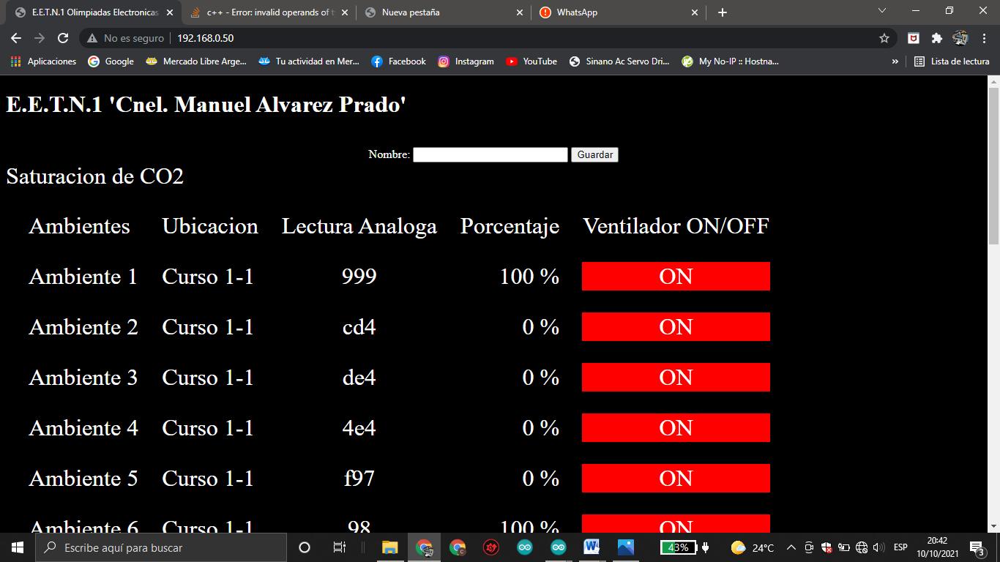 E.E.T.N.1 Olimpiadas Electronicas
c++ - Error: invalid operands of t
Nueva pestaña
WhatsApp
No es seguro 192.168.0.50
Aplicaciones Google Mercado Libre Arge... Tu actividad en Mer... Facebook Instagram YouTube Sinano Ac Servo Dri... My No-IP :: Hostna... » Lista de lectura
E.E.T.N.1 'Cnel. Manuel Alvarez Prado'
Nombre: Guardar
Saturacion de CO2
Ambientes Ubicacion Lectura Analoga Porcentaje Ventilador ON/OFF
Ambiente 1 Curso 1-1 999 100 % ON
Ambiente 2 Curso 1-1 cd4 0 % ON
Ambiente 3 Curso 1-1 de4 0 % ON
Ambiente 4 Curso 1-1 4e4 0 % ON
Ambiente 5 Curso 1-1 f97 0 % ON
Ambiente 6 Curso 1-1 98 100 % ON
Escribe aquí para buscar
43% 24°C ESP 20:42
10/10/2021 3